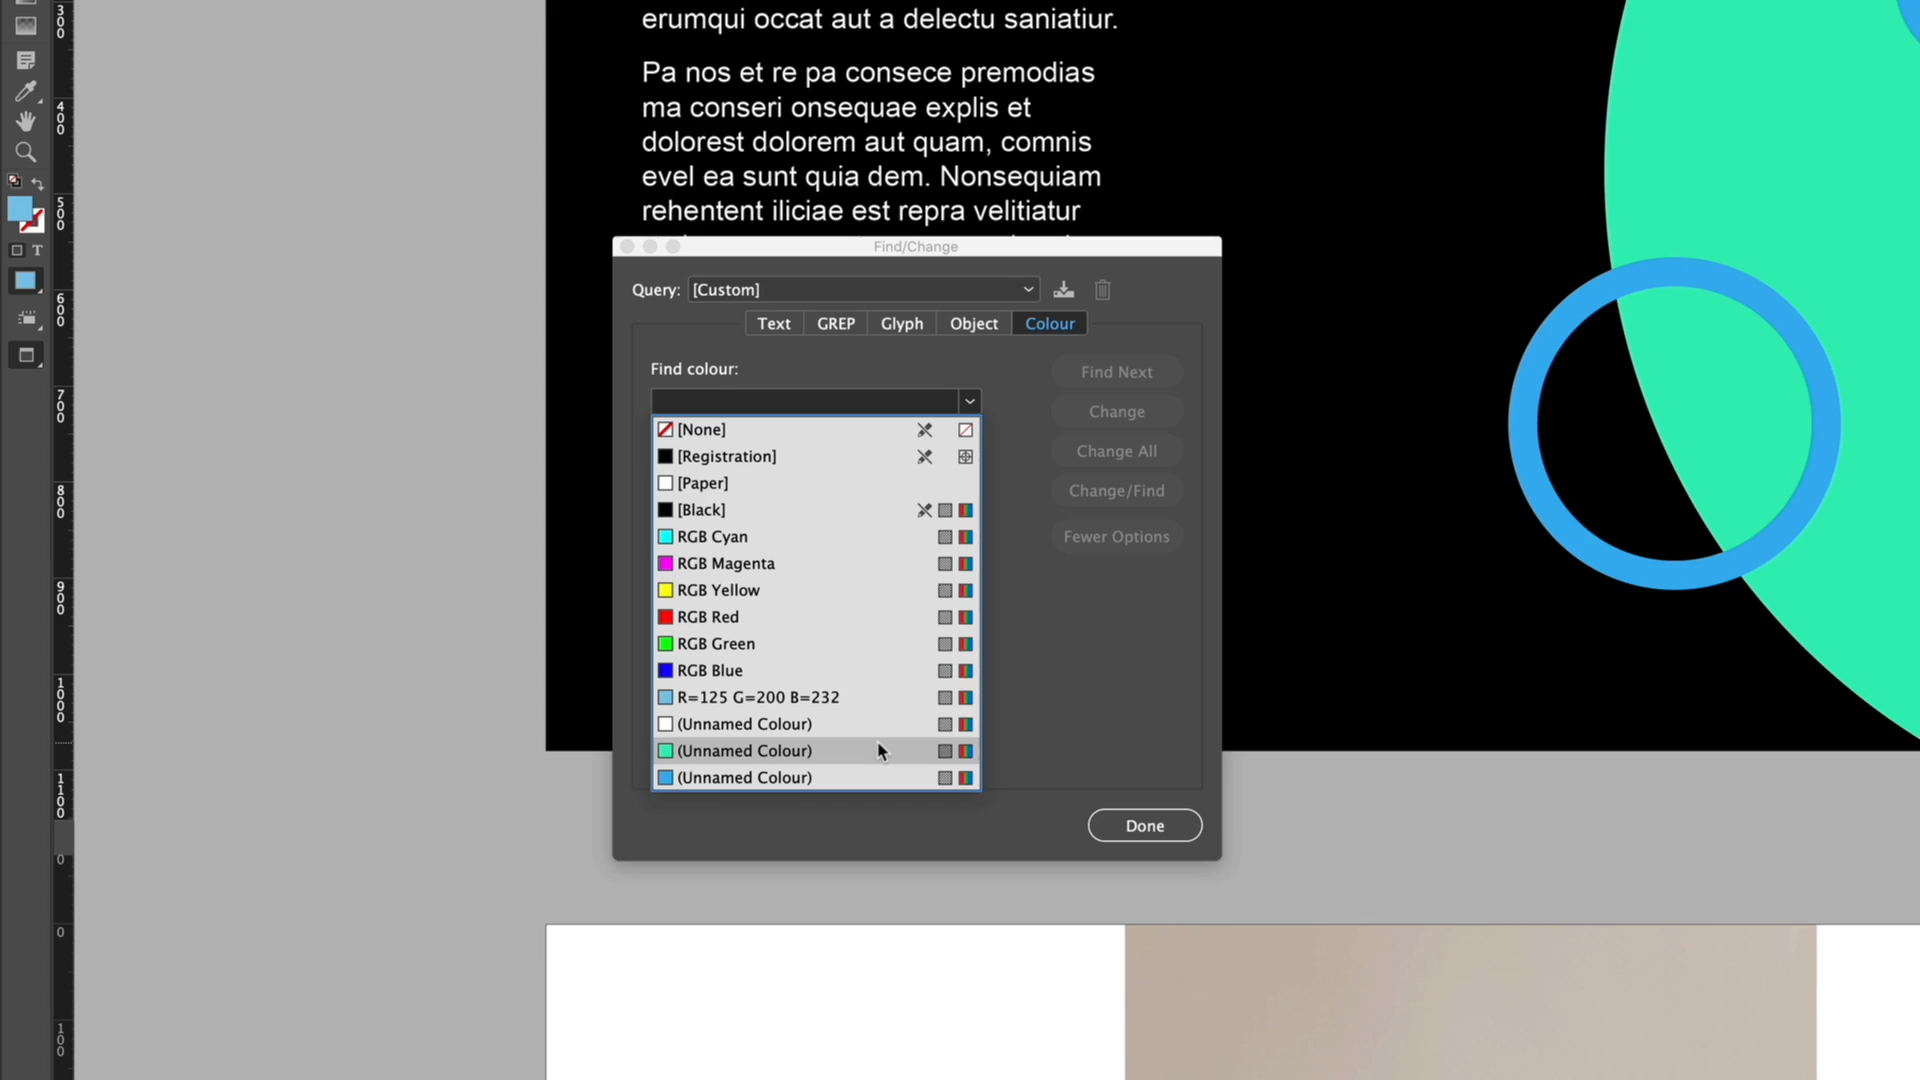 erumqui occat aut a delectu saniatiur.
Pa nos et re pa consece premodias
ma conseri onsequae explis et
dolorest dolorem aut quam, comnis
evel ea sunt quia dem. Nonsequiam
rehentent iliciae est repra velitiatur
Find/Change
Query: [Custom]
Text GREP Glyph Object Colour
Find colour:
[None]
[Registration]
[Paper]
[Black]
RGB Cyan
RGB Magenta
RGB Yellow
RGB Red
RGB Green
RGB Blue
R=125 G=200 B=232
(Unnamed Colour)
(Unnamed Colour)
(Unnamed Colour)
Find Next
Change
Change All
Change/Find
Fewer Options
Done
T
300
400
500
600
700
800
900
1000
1100
0
0
100